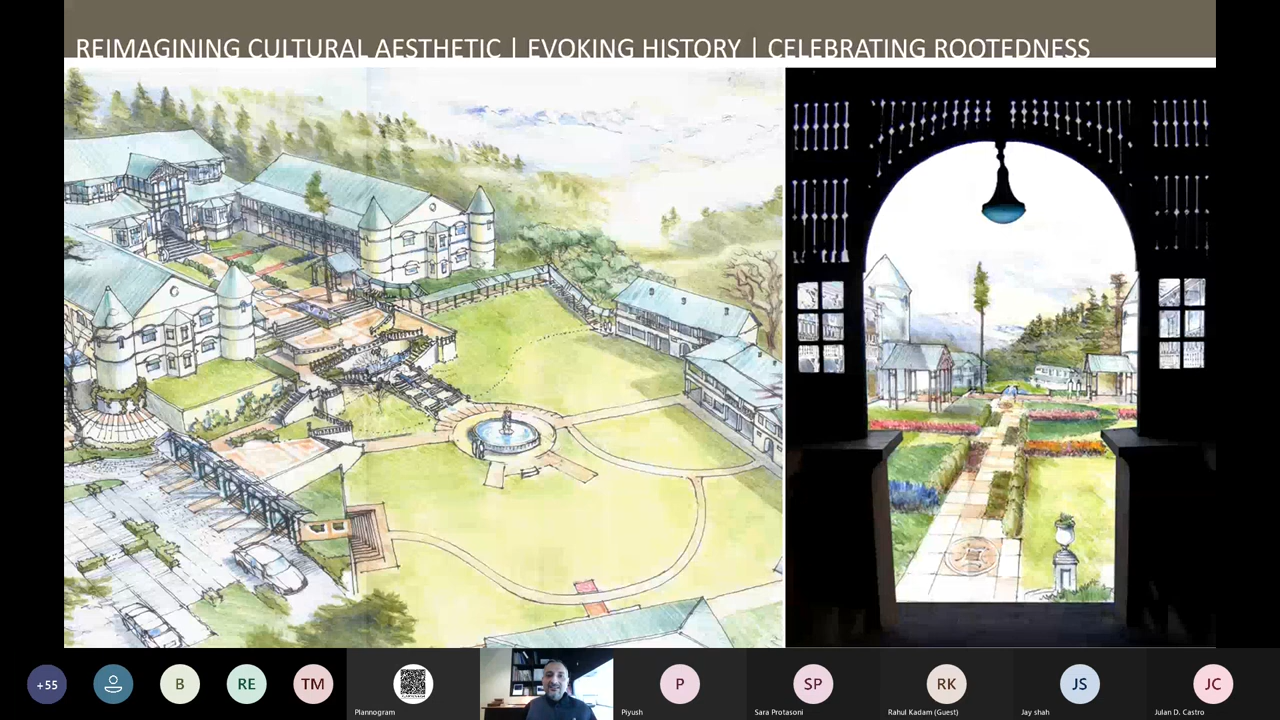 REIMAGINING CULTURAL AESTHETIC | EVOKING HISTORY | CELEBRATING ROOTEDNESS
+55
B
RE
TM
P
SP
RK
JS
JC
Plannogram
Piyush
Sara Protasoni
Rahul Kadam (Guest)
Jay shah
Julan D. Castro